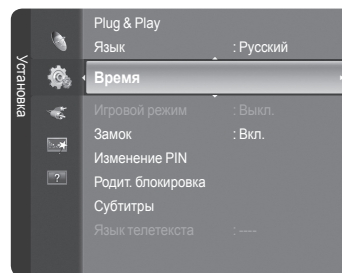 Установка
Plug & Play
Язык : Русский
Время
Игровой режим : Выкл.
Замок : Вкл.
Изменение PIN
Родит. блокировка
Субтитры
Язык телетекста : ----
?